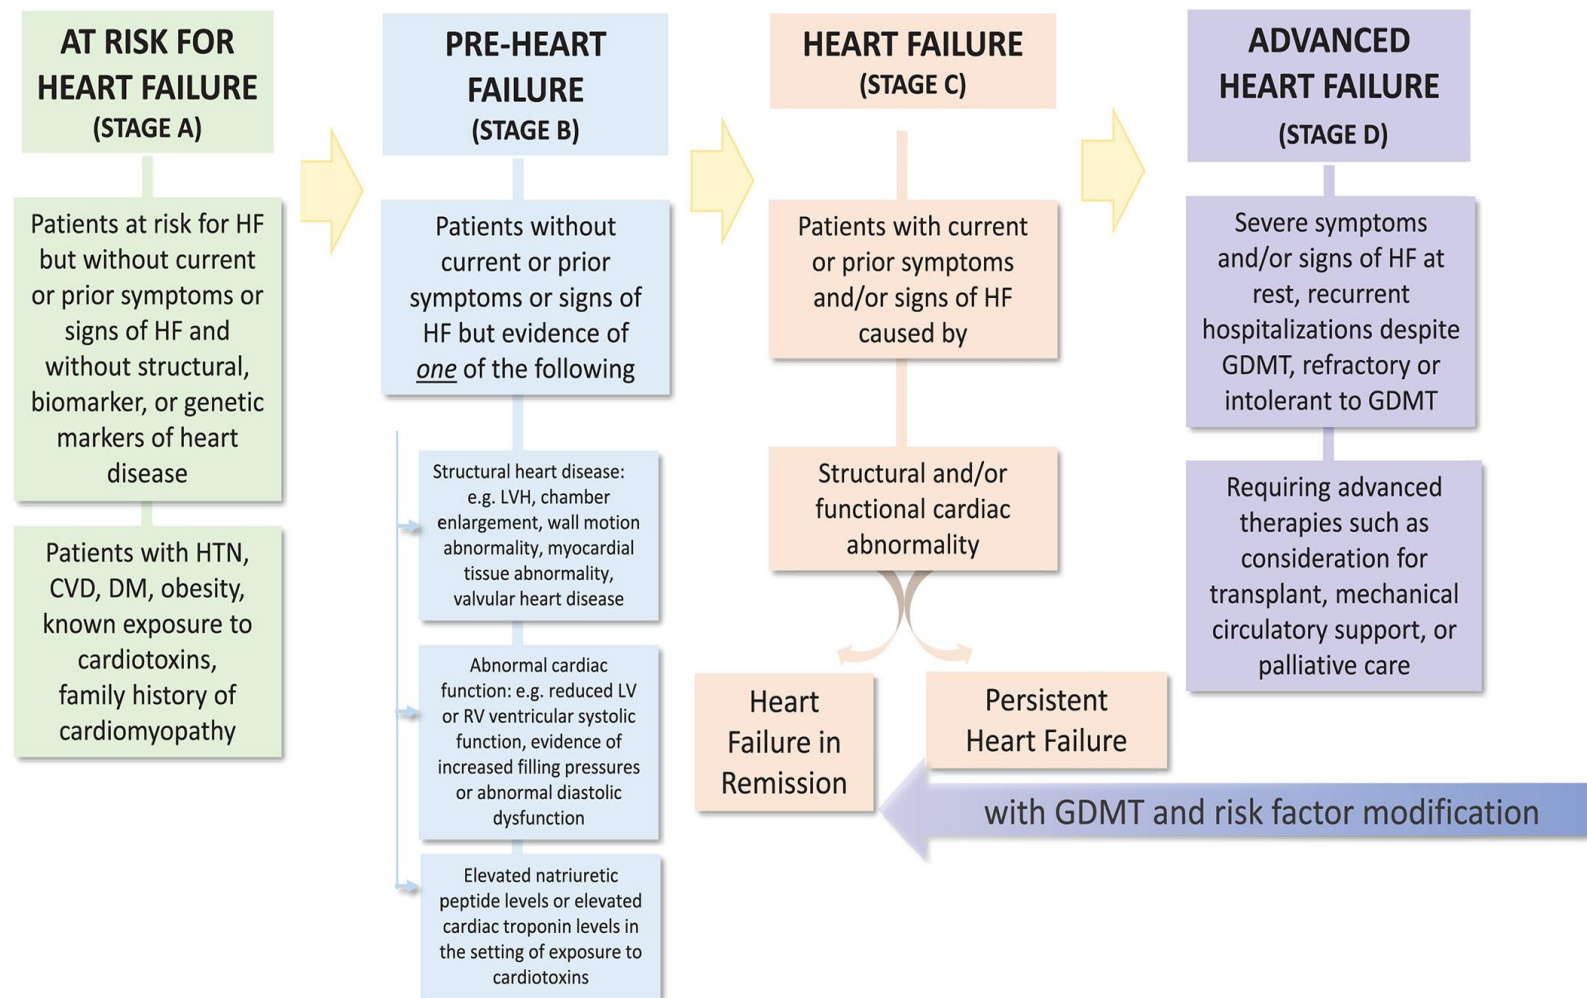 AT RISK FOR
HEART FAILURE
(STAGE A)
Patients at risk for HF
but without current
or prior symptoms or
signs of HF and
without structural,
biomarker, or genetic
markers of heart
disease
Patients with HTN,
CVD, DM, obesity,
known exposure to
cardiotoxins,
family history of
cardiomyopathy
PRE-HEART
FAILURE
(STAGE B)
Patients without
current or prior
symptoms or signs of
HF but evidence of
one of the following
Structural heart disease:
e.g. LVH, chamber
enlargement, wall motion
abnormality, myocardial
tissue abnormality,
valvular heart disease
Abnormal cardiac
function: e.g. reduced LV
or RV ventricular systolic
function, evidence of
increased filling pressures
or abnormal diastolic
dysfunction
Elevated natriuretic
peptide levels or elevated
cardiac troponin levels in
the setting of exposure to
cardiotoxins
HEART FAILURE
(STAGE C)
Patients with current
or prior symptoms
and/or signs of HF
caused by
Structural and/or
functional cardiac
abnormality
Heart
Failure in
Remission
Persistent
Heart Failure
with GDMT and risk factor modification
ADVANCED
HEART FAILURE
(STAGE D)
Severe symptoms
and/or signs of HF at
rest, recurrent
hospitalizations despite
GDMT, refractory or
intolerant to GDMT
Requiring advanced
therapies such as
consideration for
transplant, mechanical
circulatory support, or
palliative care